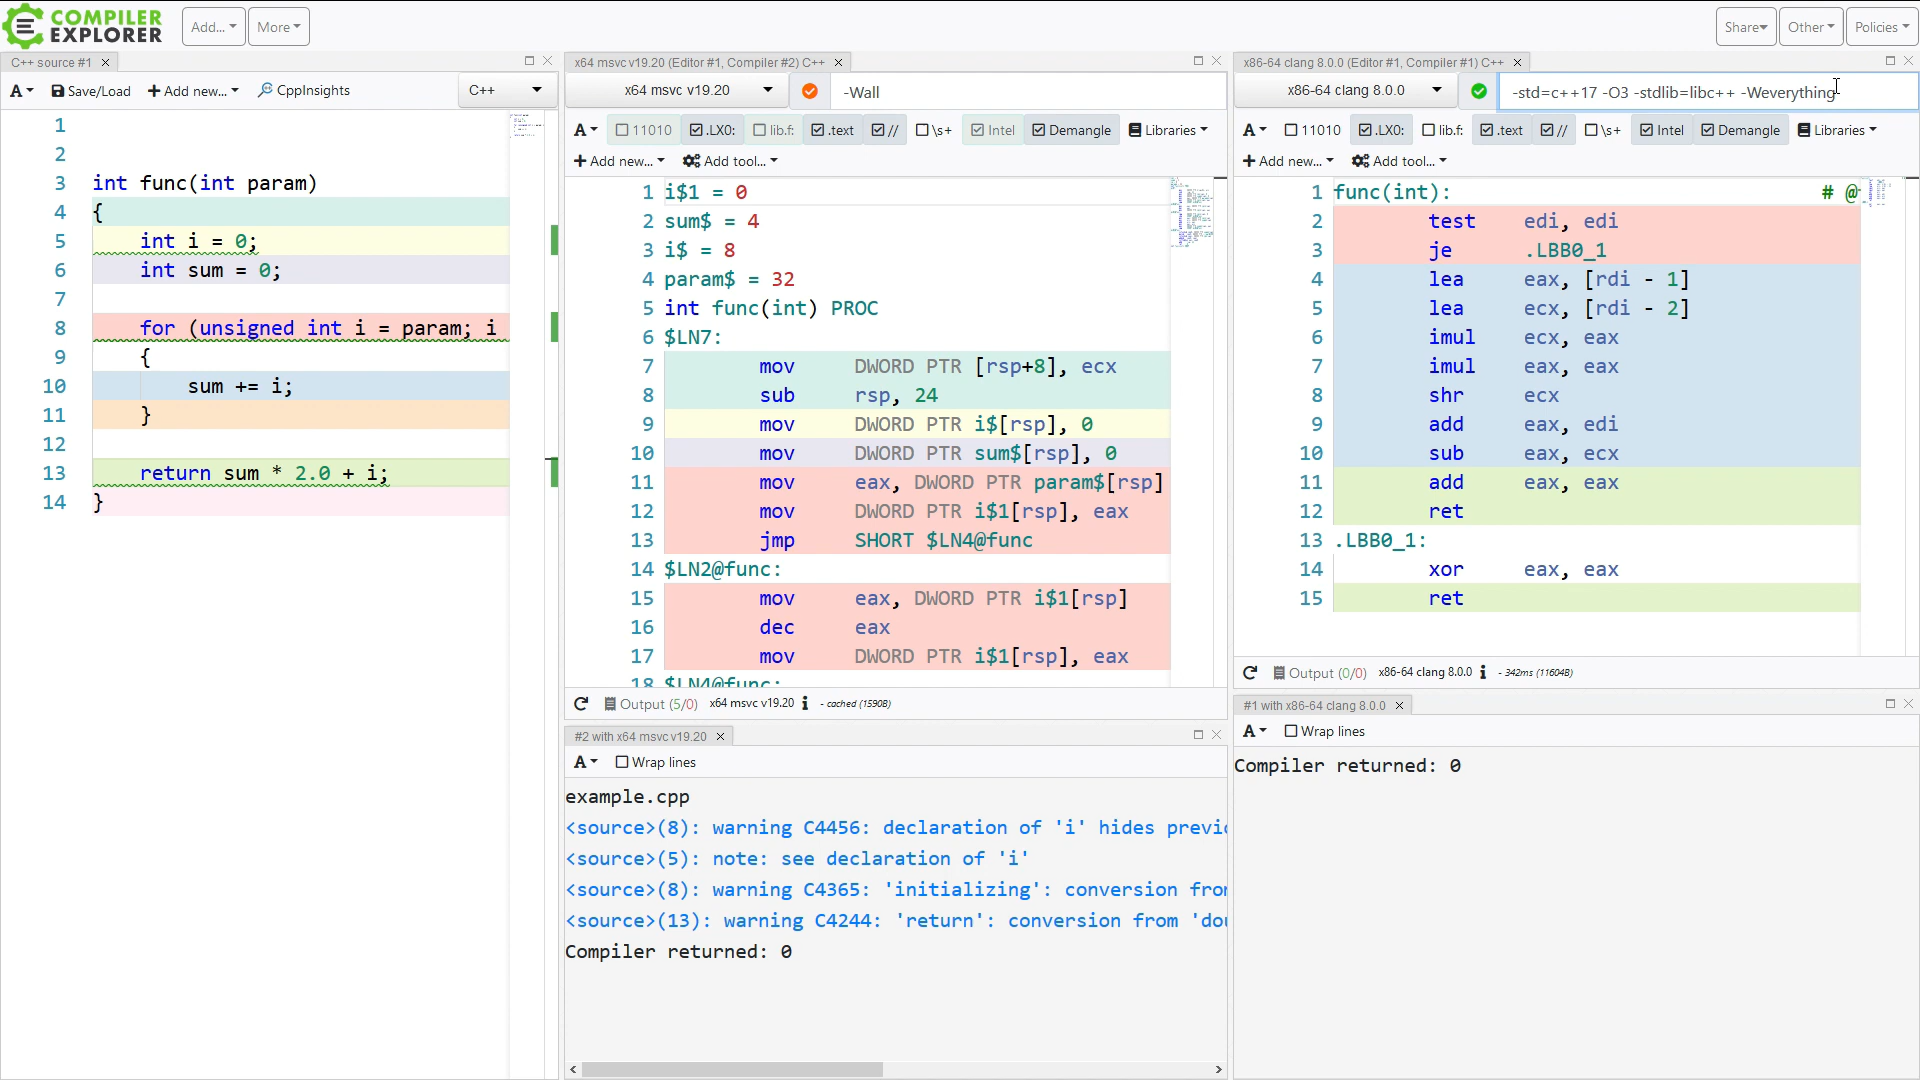 COMPILER
EXPLORER
Add...
More
Share
Other
Policies
C++ source #1
A
Save/Load
Add new...
CppInsights
C++
1
2
3 int func(int param)
4 {
5 int i = 0;
6 int sum = 0;
7
8 for (unsigned int i = param; i
9 {
10 sum += i;
11 }
12
13 return sum * 2.0 + i;
14 }
x64 msvc v19.20 (Editor #1, Compiler #2) C++
x64 msvc v19.20
-Wall
A 11010 .LX0: lib.f: .text // \s+ Intel Demangle Libraries
Add new... Add tool...
1 i$1 = 0
2 sum$ = 4
3 i$ = 8
4 param$ = 32
5 int func(int) PROC
6 $LN7:
7 mov DWORD PTR [rsp+8], ecx
8 sub rsp, 24
9 mov DWORD PTR i$[rsp], 0
10 mov DWORD PTR sum$[rsp], 0
11 mov eax, DWORD PTR param$[rsp]
12 mov DWORD PTR i$1[rsp], eax
13 jmp SHORT $LN4@func
14 $LN2@func:
15 mov eax, DWORD PTR i$1[rsp]
16 dec eax
17 mov DWORD PTR i$1[rsp], eax
18 $LN4@func:
Output (5/0) x64 msvc v19.20 i - cached (1590B)
#2 with x64 msvc v19.20
A Wrap lines
example.cpp
<source>(8): warning C4456: declaration of 'i' hides previ
<source>(5): note: see declaration of 'i'
<source>(8): warning C4365: 'initializing': conversion fro
<source>(13): warning C4244: 'return': conversion from 'do
Compiler returned: 0
x86-64 clang 8.0.0 (Editor #1, Compiler #1) C++
x86-64 clang 8.0.0
-std=c++17 -O3 -stdlib=libc++ -Weverything
A 11010 .LX0: lib.f: .text // \s+ Intel Demangle Libraries
Add new... Add tool...
1 func(int): # @
2 test edi, edi
3 je .LBB0_1
4 lea eax, [rdi - 1]
5 lea ecx, [rdi - 2]
6 imul ecx, eax
7 imul eax, eax
8 shr ecx
9 add eax, edi
10 sub eax, ecx
11 add eax, eax
12 ret
13 .LBB0_1:
14 xor eax, eax
15 ret
Output (0/0) x86-64 clang 8.0.0 i - 342ms (11604B)
#1 with x86-64 clang 8.0.0
A Wrap lines
Compiler returned: 0